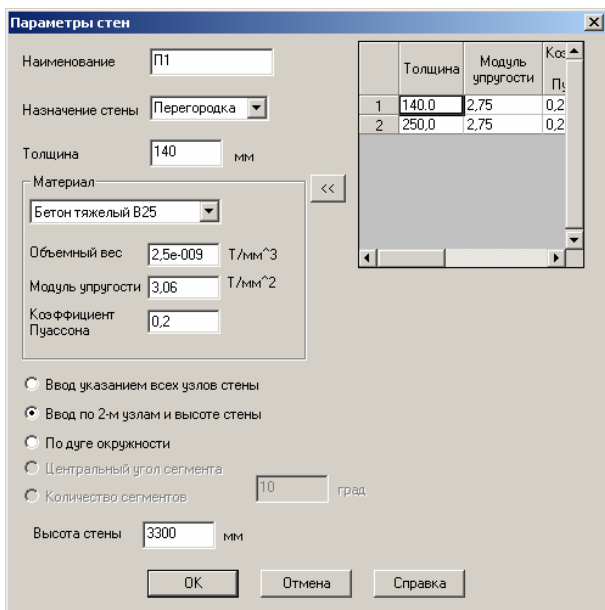 Параметры стен
Наименование П1
Назначение стены Перегородка
Толщина 140 мм
Материал
Бетон тяжелый B25
Объемный вес 2,5e-009 Т/мм^3
Модуль упругости 3,06 Т/мм^2
Коэффициент
Пуассона 0,2
<<
Толщина Модуль
упругости
1 140.0 2,75 0,2
2 250,0 2,75 0,2
Ввод указанием всех узлов стены
Ввод по 2-м узлам и высоте стены
По дуге окружности
Центральный угол сегмента
Количество сегментов
10 град
Высота стены 3300 мм
OK Отмена Справка